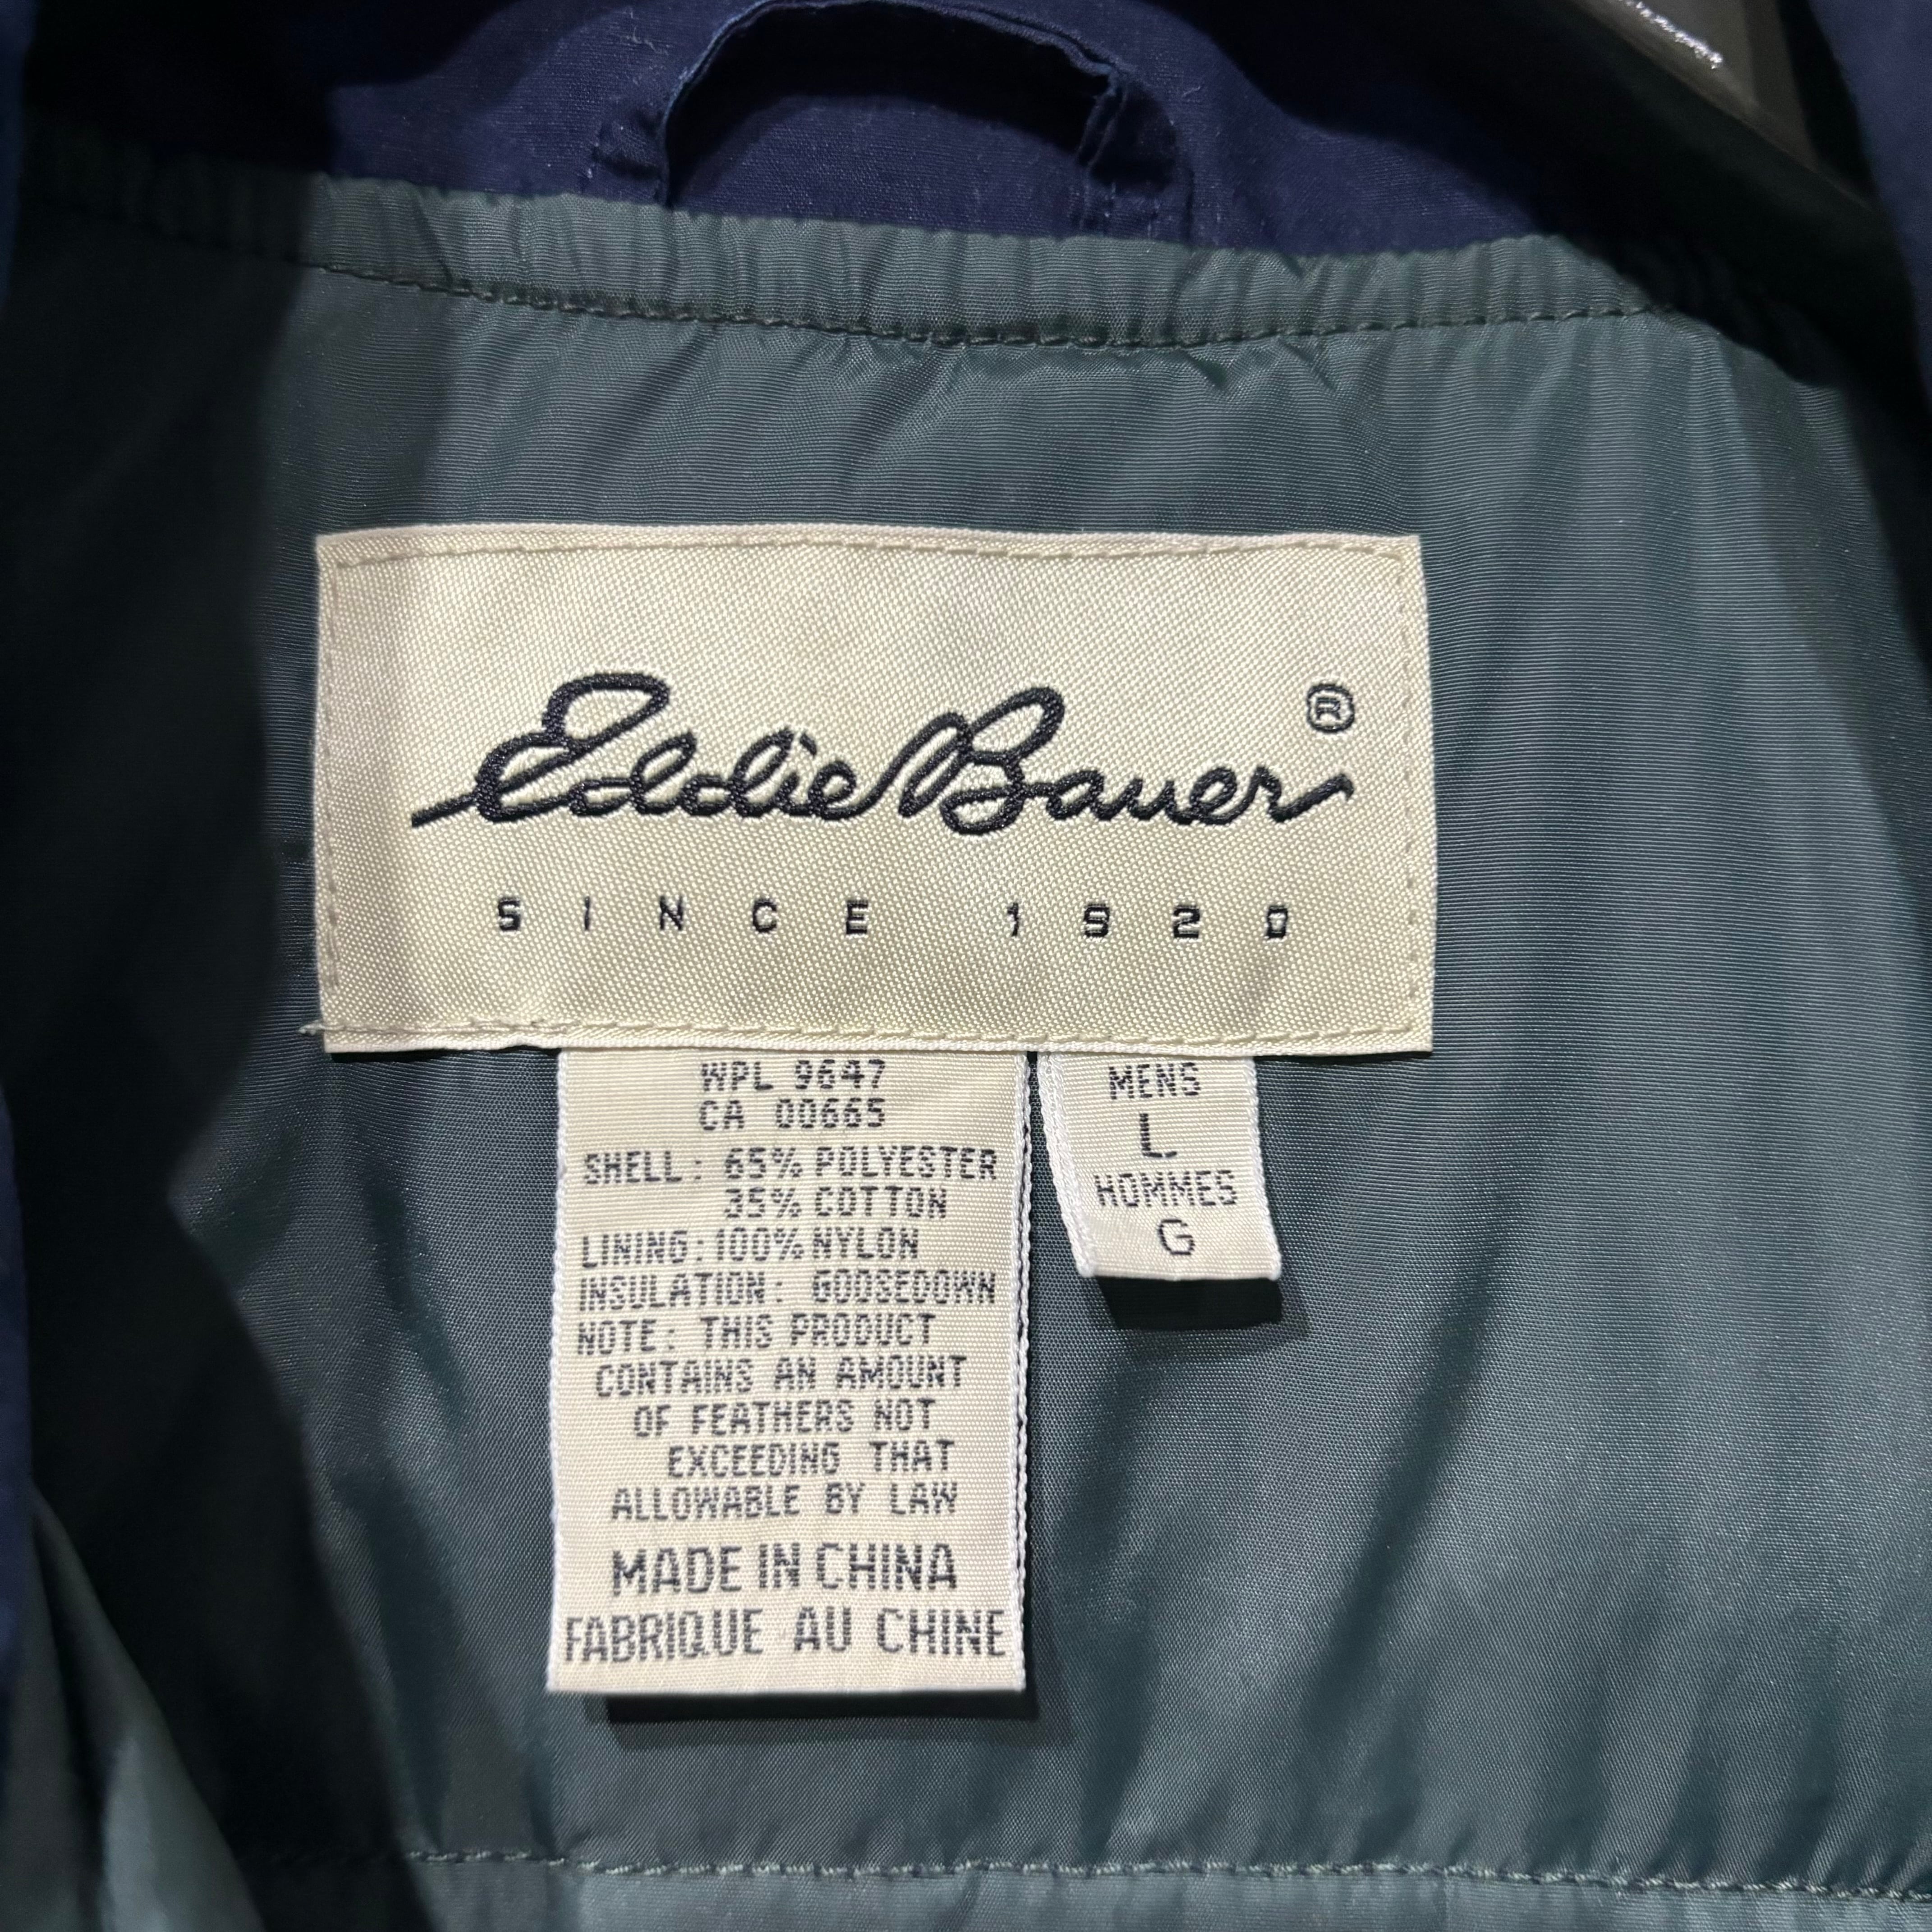 Eddie Bauer ®
SINCE 1920
WPL 9647
CA 00665
SHELL: 65% POLYESTER
35% COTTON
LINING: 100% NYLON
INSULATION: GOOSEDOWN
NOTE: THIS PRODUCT
CONTAINS AN AMOUNT
OF FEATHERS NOT
EXCEEDING THAT
ALLOWABLE BY LAW
MADE IN CHINA
FABRIQUE AU CHINE
MENS
L
HOMMES
G